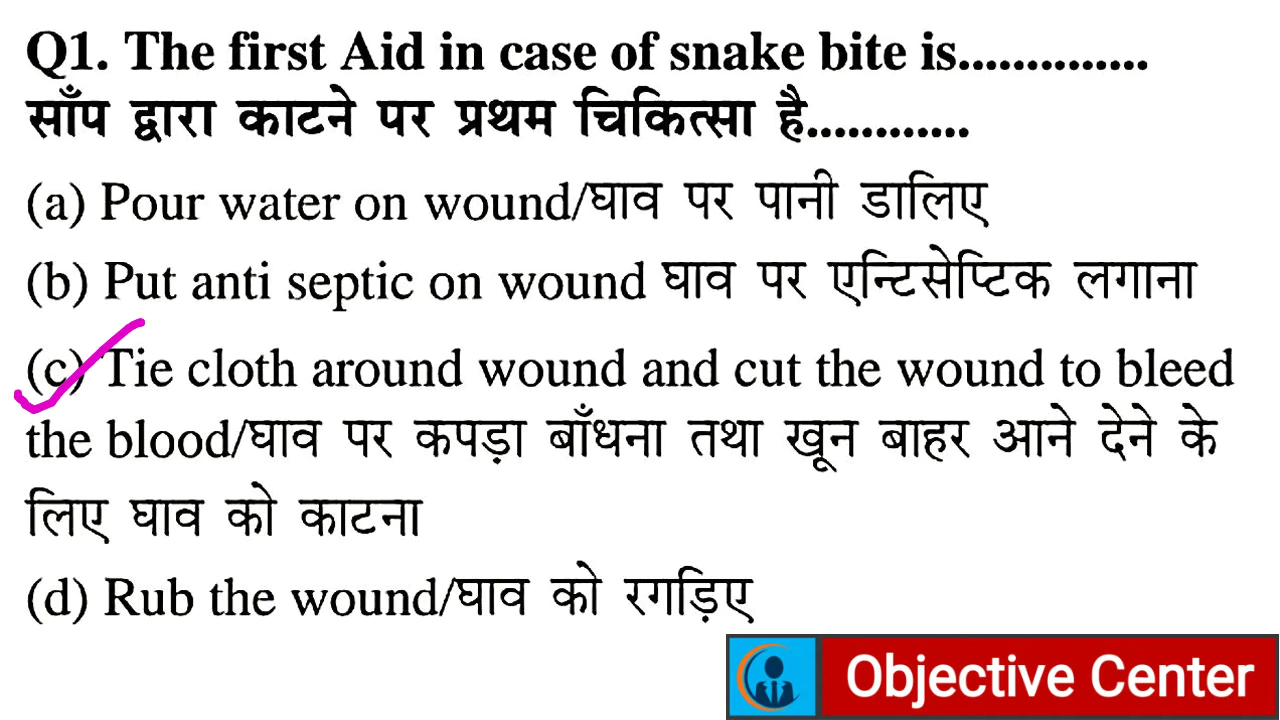 Q1. The first Aid in case of snake bite is..............
साँप द्वारा काटने पर प्रथम चिकित्सा है............
(a) Pour water on wound/घाव पर पानी डालिए
(b) Put anti septic on wound घाव पर एन्टिसेप्टिक लगाना
(c) Tie cloth around wound and cut the wound to bleed
the blood/घाव पर कपड़ा बाँधना तथा खून बाहर आने देने के
लिए घाव को काटना
(d) Rub the wound/घाव को रगड़िए
Objective Center